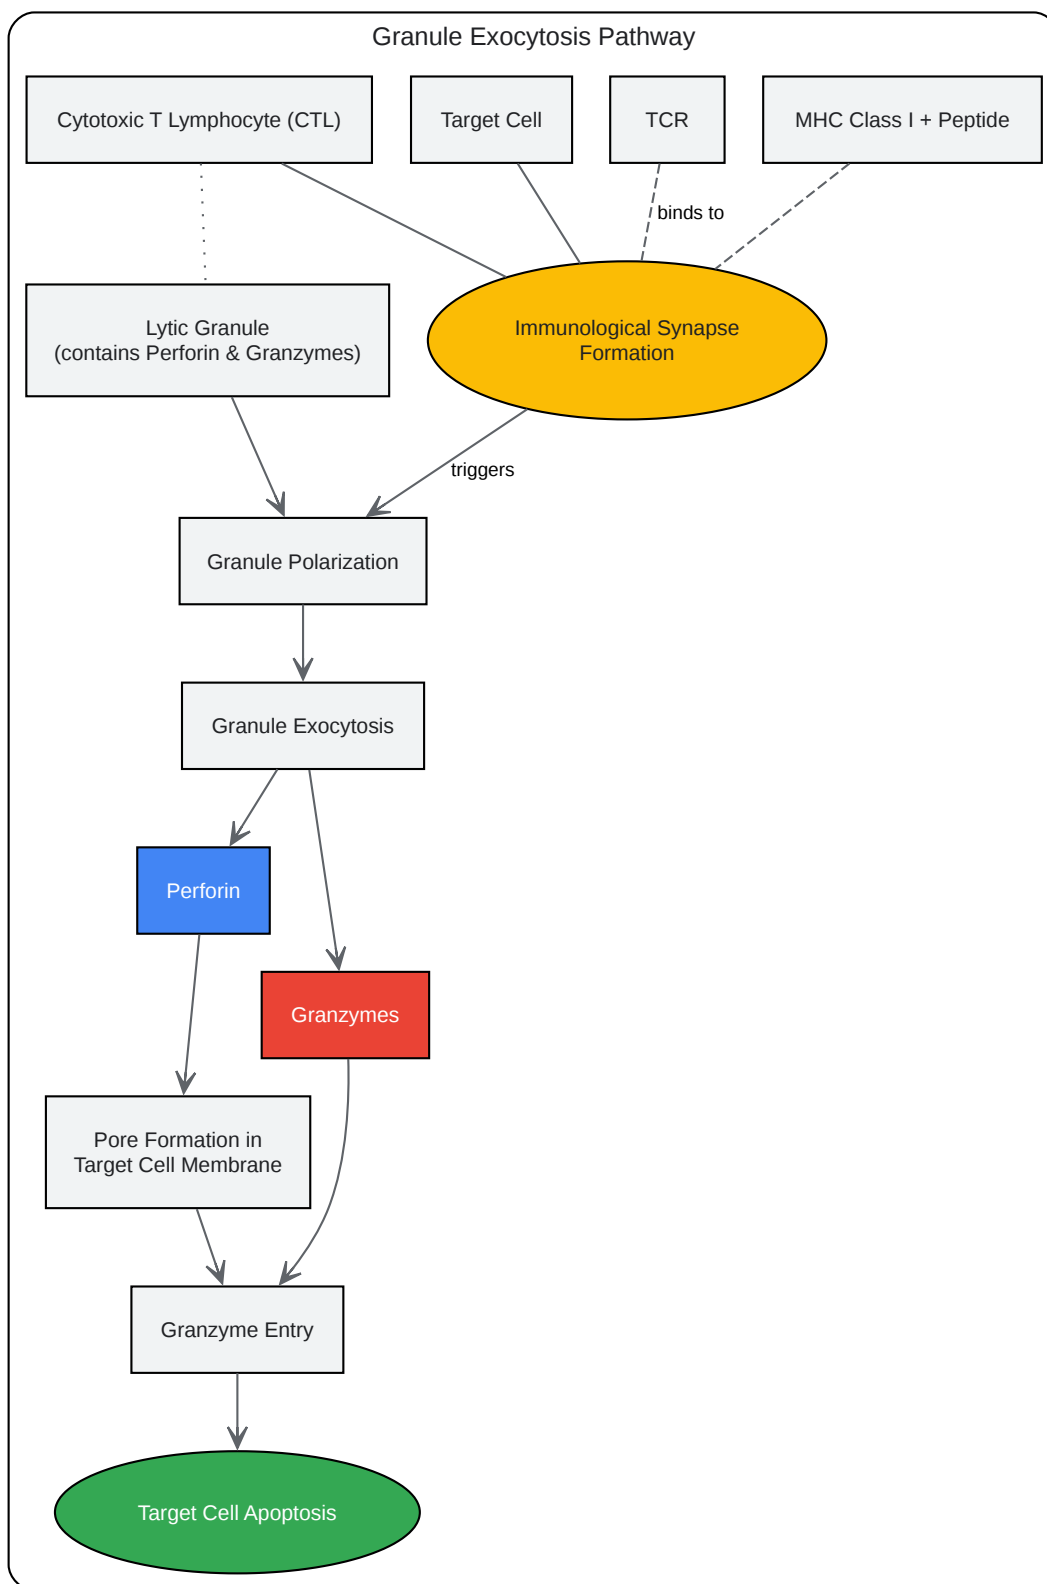 Granule Exocytosis Pathway
Cytotoxic T Lymphocyte (CTL)
Target Cell
TCR
MHC Class I + Peptide
binds to
Lytic Granule
(contains Perforin & Granzymes)
Immunological Synapse
Formation
triggers
Granule Polarization
Granule Exocytosis
Perforin
Granzymes
Pore Formation in
Target Cell Membrane
Granzyme Entry
Target Cell Apoptosis